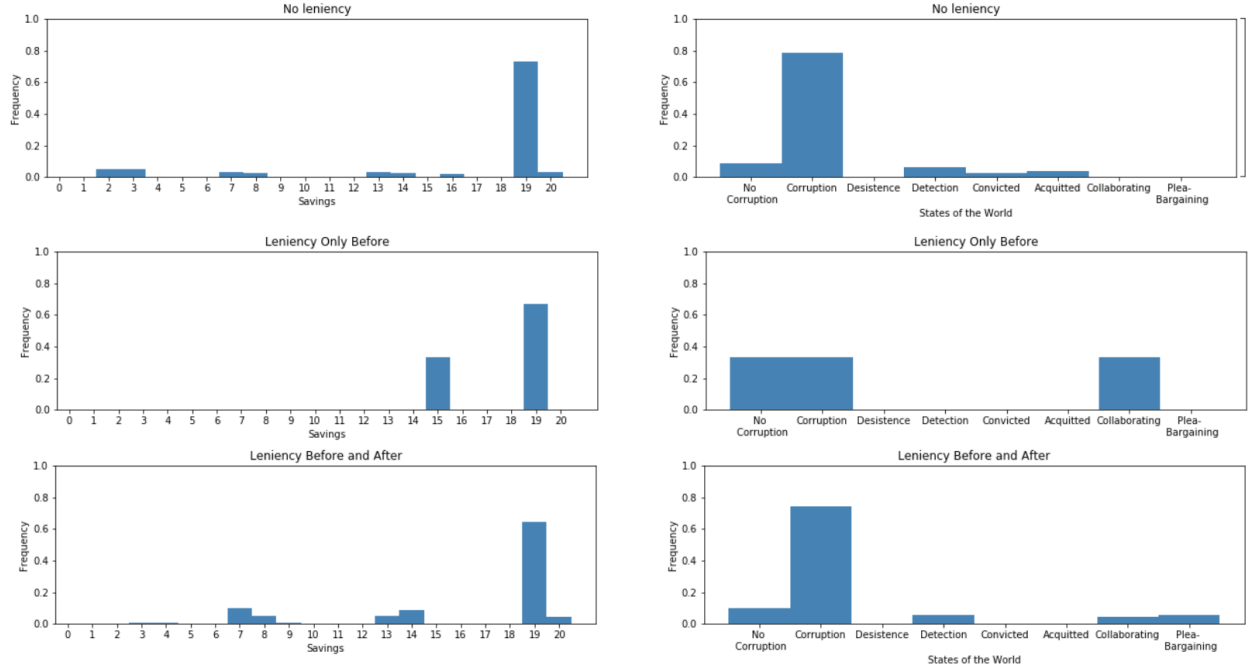 No leniency
1.0
0.8
0.6
0.4
0.2
0.0
Frequency
0 1 2 3 4 5 6 7 8 9 10 11 12 13 14 15 16 17 18 19 20
Savings
No leniency
1.0
0.8
0.6
0.4
0.2
0.0
Frequency
No Corruption Desistence Detection Convicted Acquitted Collaborating Plea-
Corruption Bargaining
States of the World
Leniency Only Before
1.0
0.8
0.6
0.4
0.2
0.0
Frequency
0 1 2 3 4 5 6 7 8 9 10 11 12 13 14 15 16 17 18 19 20
Savings
Leniency Only Before
1.0
0.8
0.6
0.4
0.2
0.0
Frequency
No Corruption Desistence Detection Convicted Acquitted Collaborating Plea-
Corruption Bargaining
Leniency Before and After
1.0
0.8
0.6
0.4
0.2
0.0
Frequency
0 1 2 3 4 5 6 7 8 9 10 11 12 13 14 15 16 17 18 19 20
Savings
Leniency Before and After
1.0
0.8
0.6
0.4
0.2
0.0
Frequency
No Corruption Desistence Detection Convicted Acquitted Collaborating Plea-
Corruption Bargaining
States of the World